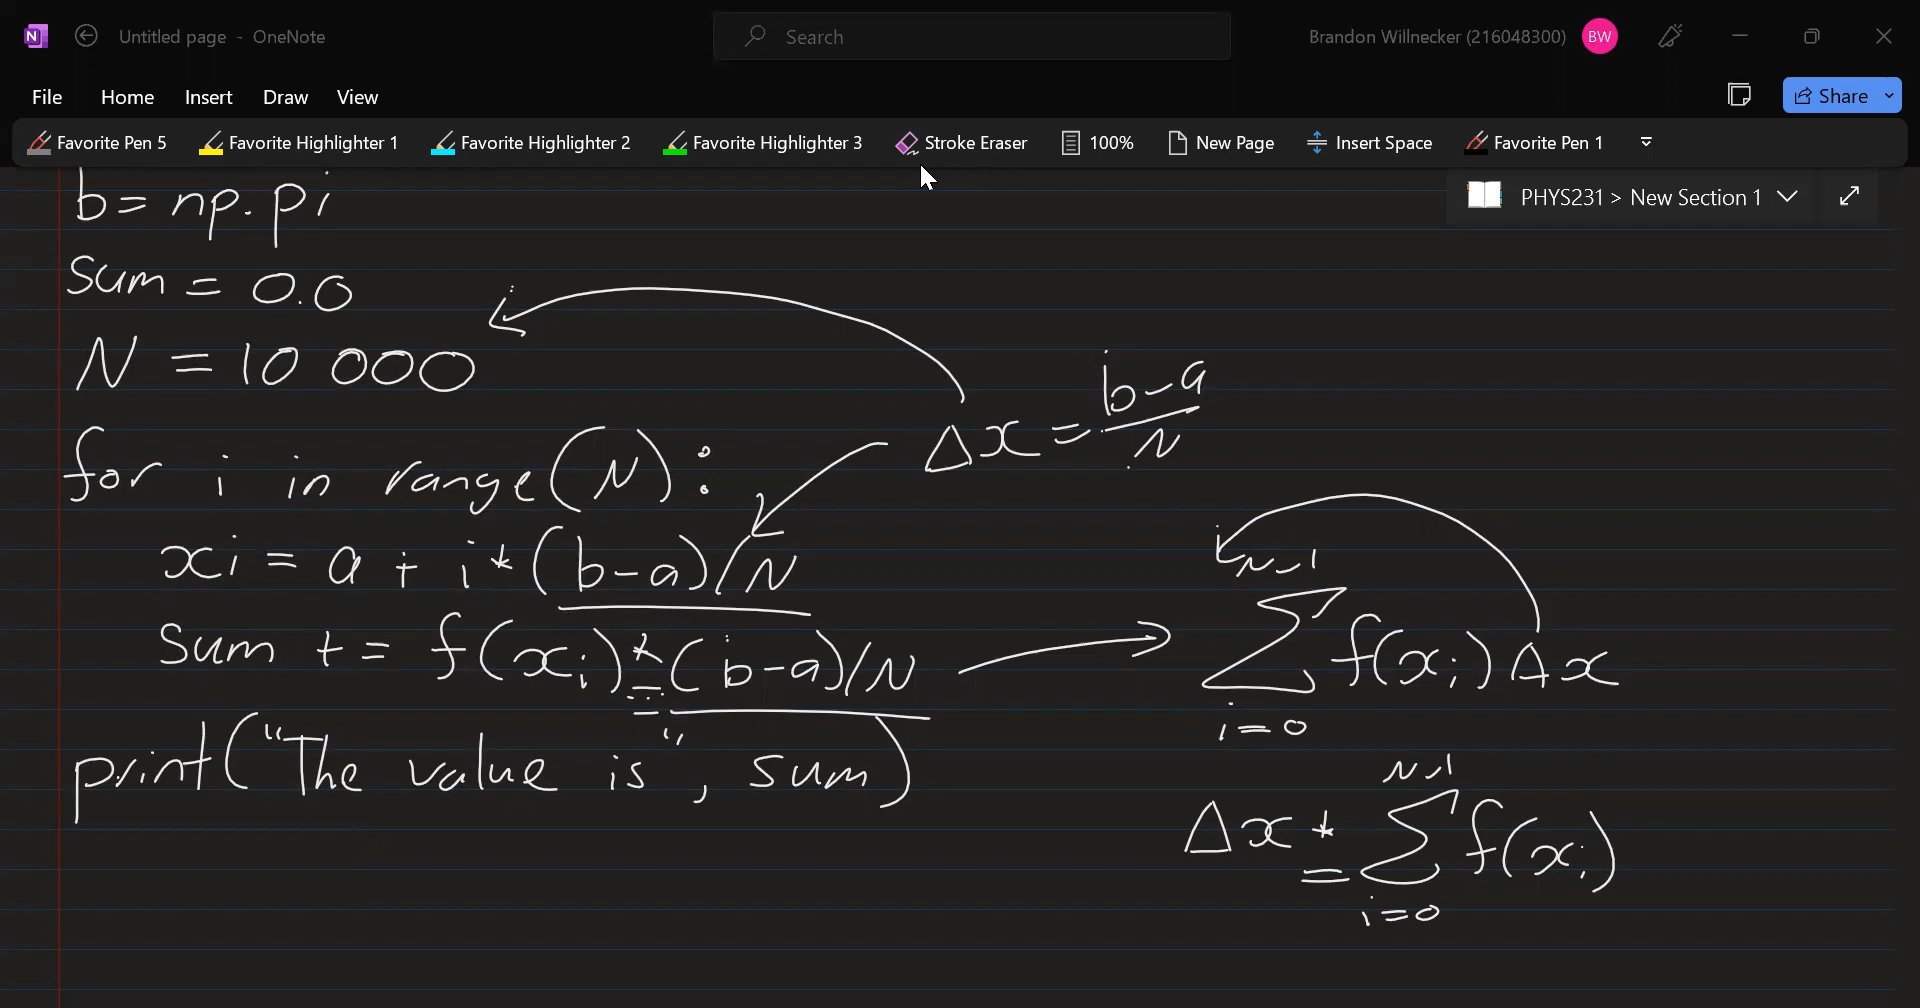 Untitled page - OneNote
Search
Brandon Willnecker (216048300) BW
File Home Insert Draw View
Share
Favorite Pen 5 Favorite Highlighter 1 Favorite Highlighter 2 Favorite Highlighter 3 Stroke Eraser 100% New Page Insert Space Favorite Pen 1
PHYS231 > New Section 1
b = np.pi
sum = 0.0
N = 10 000
Δx = b-a
N
for i in range(N):
xi = a + i*(b-a)/N
sum += f(xi)*(b-a)/N
print("The value is", sum)
N-1
Σ f(xi) Δx
i=0
N-1
Δx * Σ f(xi)
=
i=0